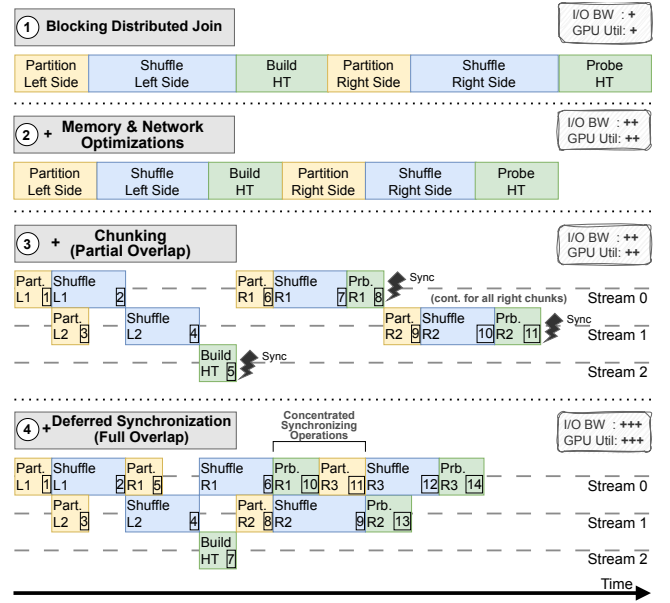 1 Blocking Distributed Join
I/O BW : +
GPU Util: +
Partition Left Side
Shuffle Left Side
Build HT
Partition Right Side
Shuffle Right Side
Probe HT
2 + Memory & Network Optimizations
I/O BW : ++
GPU Util: ++
Partition Left Side
Shuffle Left Side
Build HT
Partition Right Side
Shuffle Right Side
Probe HT
3 + Chunking (Partial Overlap)
I/O BW : ++
GPU Util: ++
Part. L1 1
Shuffle L1 2
Part. R1 6
Shuffle R1 7
Prb. R1 8
Sync
(cont. for all right chunks)
Stream 0
Part. L2 3
Shuffle L2 4
Part. R2 9
Shuffle R2 10
Prb. R2 11
Sync
Stream 1
Build HT 5
Sync
Stream 2
4 + Deferred Synchronization (Full Overlap)
Concentrated Synchronizing Operations
I/O BW : +++
GPU Util: +++
Part. L1 1
Shuffle L1 2
Part. R1 5
Shuffle R1 6
Prb. R1 10
Part. R3 11
Shuffle R3 12
Prb. R3 14
Stream 0
Part. L2 3
Shuffle L2 4
Part. R2 8
Shuffle R2 9
Prb. R2 13
Stream 1
Build HT 7
Stream 2
Time